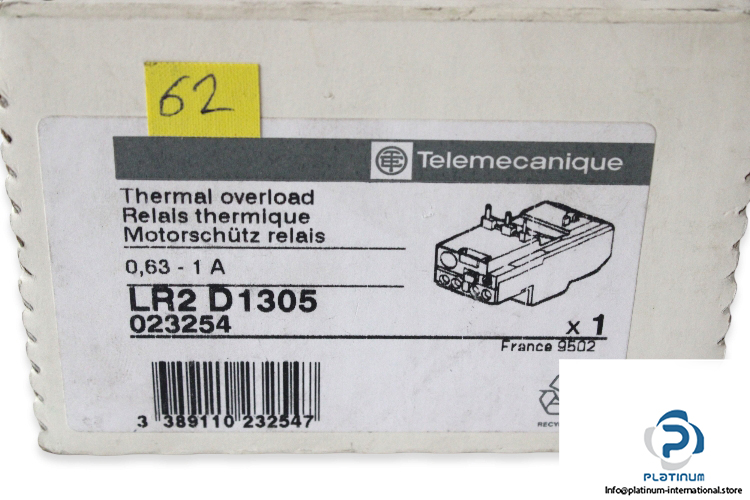 62
Telemecanique
Thermal overload
Relais thermique
Motorschütz relais
0,63 - 1 A
LR2 D1305
023254
x 1
France 9502
3 389110 232547
PLATINUM
Info@platinum-international.store